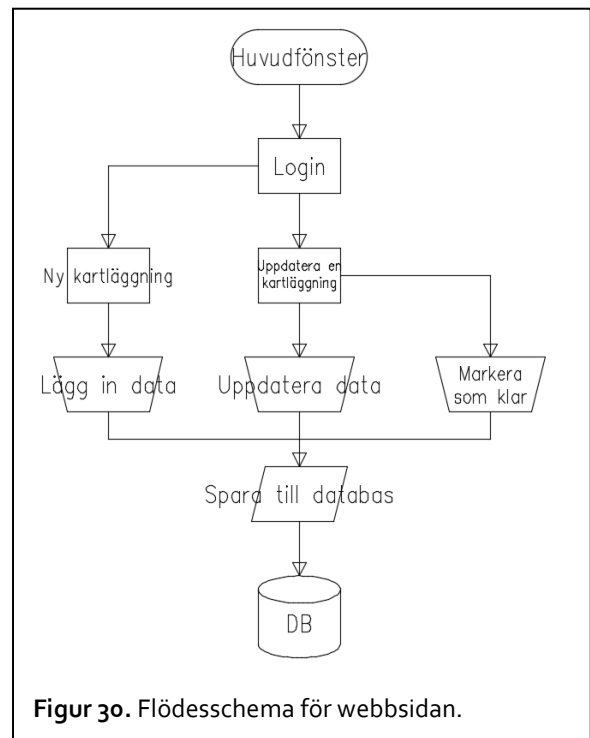 Huvudfönster
Login
Ny kartläggning
Uppdatera en
kartläggning
Lägg in data
Uppdatera data
Markera
som klar
Spara till databas
DB
Figur 30. Flödesschema för webbsidan.